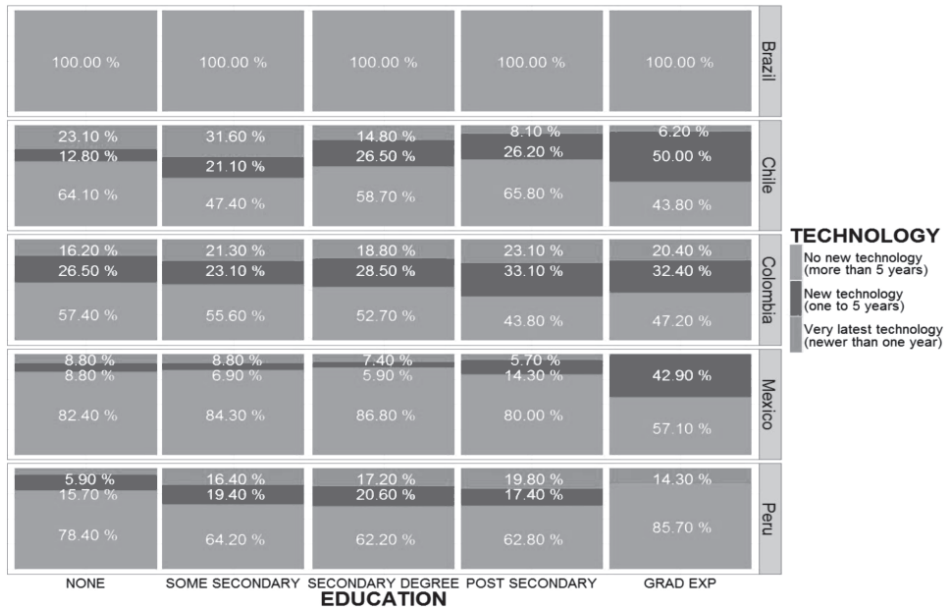 100.00 % 100.00 % 100.00 % 100.00 % 100.00 %
Brazil
23.10 % 31.60 % 14.80 % 8.10 % 6.20 %
12.80 % 21.10 % 26.50 % 26.20 % 50.00 %
64.10 % 47.40 % 58.70 % 65.80 % 43.80 %
Chile
16.20 % 21.30 % 18.80 % 23.10 % 20.40 %
26.50 % 23.10 % 28.50 % 33.10 % 32.40 %
57.40 % 55.60 % 52.70 % 43.80 % 47.20 %
Colombia
8.80 % 8.80 % 7.40 % 5.70 % 42.90 %
8.80 % 6.90 % 5.90 % 14.30 %
82.40 % 84.30 % 86.80 % 80.00 % 57.10 %
Mexico
5.90 % 16.40 % 17.20 % 19.80 % 14.30 %
15.70 % 19.40 % 20.60 % 17.40 %
78.40 % 64.20 % 62.20 % 62.80 % 85.70 %
Peru
NONE SOME SECONDARY SECONDARY DEGREE POST SECONDARY GRAD EXP
EDUCATION
TECHNOLOGY
No new technology
(more than 5 years)
New technology
(one to 5 years)
Very latest technology
(newer than one year)